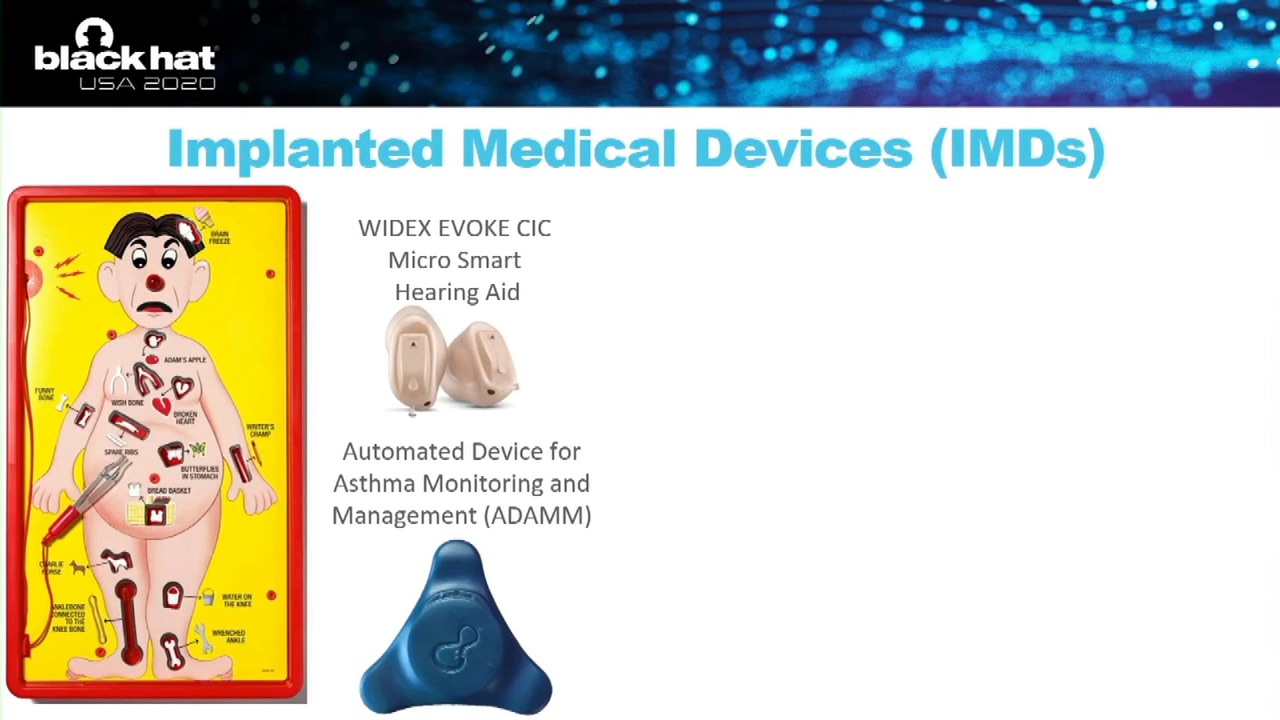 black hat
USA 2020
Implanted Medical Devices (IMDs)
BRAIN
FREEZE
ADAM'S APPLE
FUNNY
BONE
WISH BONE
BROKEN
HEART
WRITER'S
CRAMP
SPARE RIBS
BUTTERFLIES
IN STOMACH
BREAD BASKET
CHARLIE
HORSE
ANKLEBONE
CONNECTED
TO THE
KNEE BONE
WATER ON
THE KNEE
WRENCHED
ANKLE
WIDEX EVOKE CIC
Micro Smart
Hearing Aid
Automated Device for
Asthma Monitoring and
Management (ADAMM)